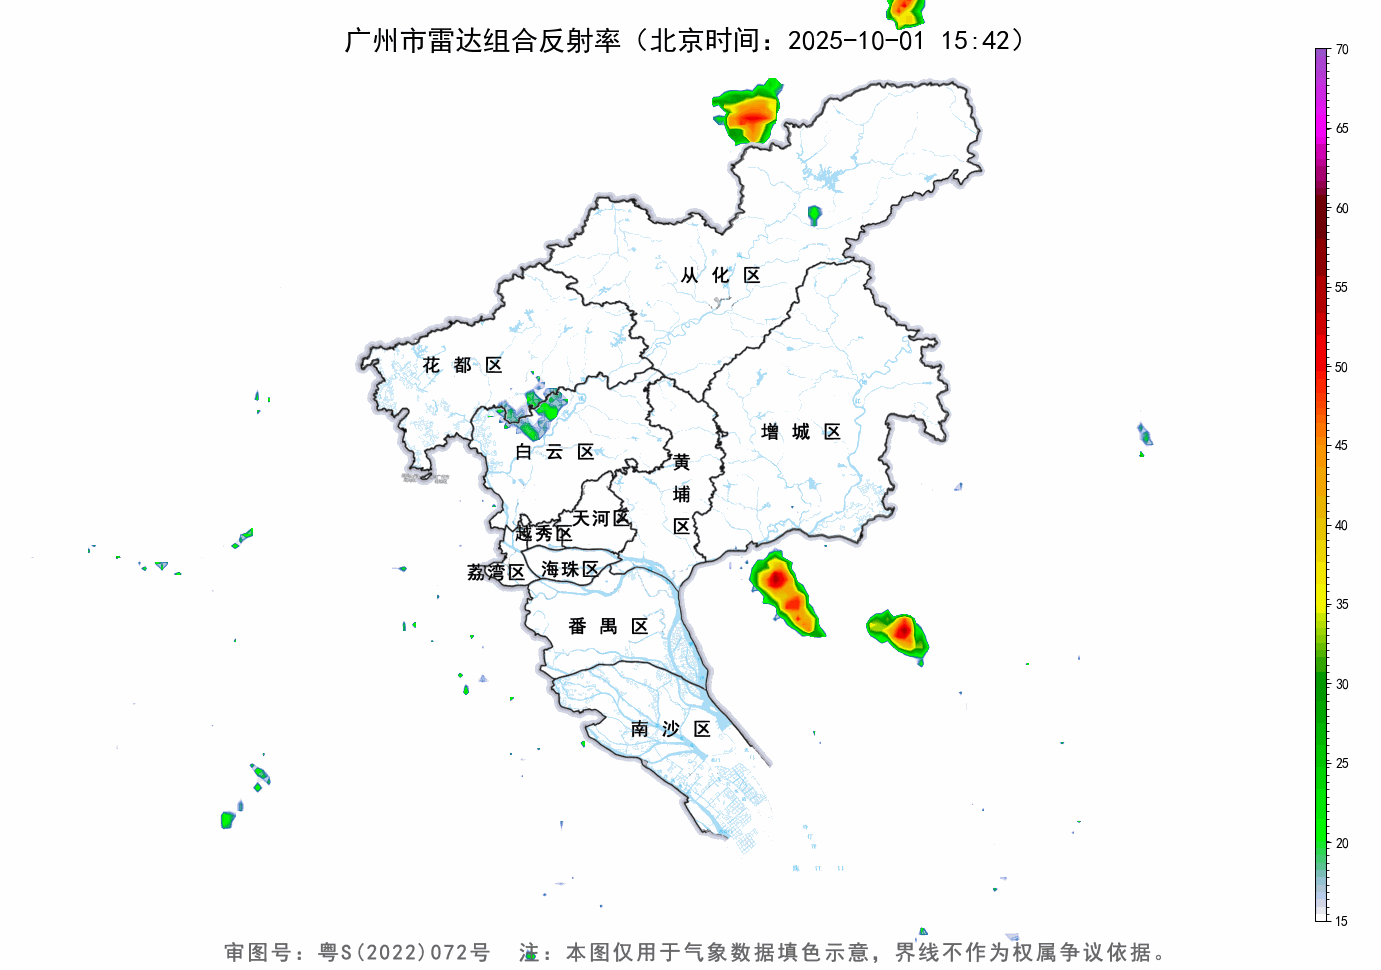 广州市雷达组合反射率（北京时间：2025-10-01 15:42）
70
65
60
55
50
45
40
35
30
25
20
15
从化区
花都区
增城区
白云区
黄埔区
天河区
越秀区
海珠区
荔湾区
番禺区
南沙区
审图号：粤S(2022)072号 注：本图仅用于气象数据填色示意，界线不作为权属争议依据。